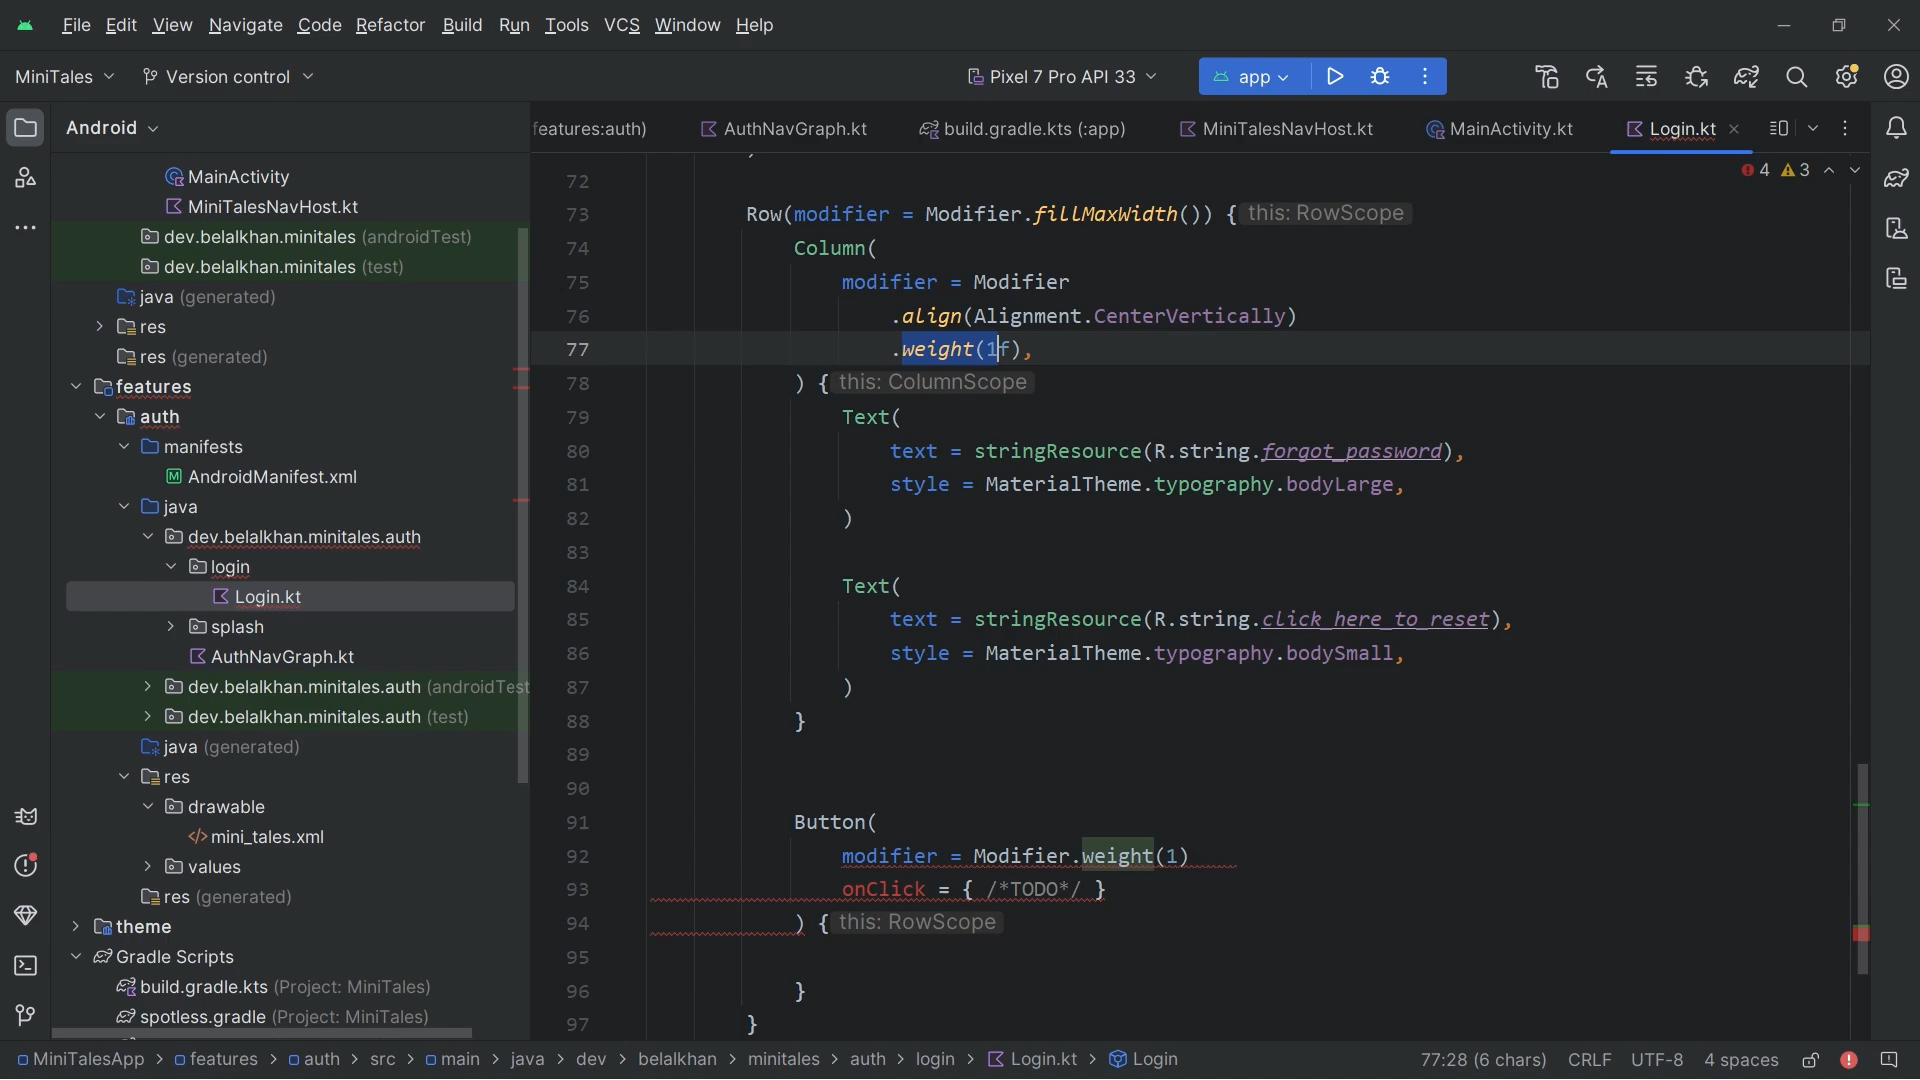 File Edit View Navigate Code Refactor Build Run Tools VCS Window Help
MiniTales Version control Pixel 7 Pro API 33 app
Android
features:auth) AuthNavGraph.kt build.gradle.kts (:app) MiniTalesNavHost.kt MainActivity.kt Login.kt
4 3
MainActivity
MiniTalesNavHost.kt
dev.belalkhan.minitales (androidTest)
dev.belalkhan.minitales (test)
java (generated)
res
res (generated)
features
auth
manifests
AndroidManifest.xml
java
dev.belalkhan.minitales.auth
login
Login.kt
splash
AuthNavGraph.kt
dev.belalkhan.minitales.auth (androidTest
dev.belalkhan.minitales.auth (test)
java (generated)
res
drawable
mini_tales.xml
values
res (generated)
theme
Gradle Scripts
build.gradle.kts (Project: MiniTales)
spotless.gradle (Project: MiniTales)
72
73 Row(modifier = Modifier.fillMaxWidth()) { this: RowScope
74 Column(
75 modifier = Modifier
76 .align(Alignment.CenterVertically)
77 .weight(1f),
78 ) { this: ColumnScope
79 Text(
80 text = stringResource(R.string.forgot_password),
81 style = MaterialTheme.typography.bodyLarge,
82 )
83
84 Text(
85 text = stringResource(R.string.click_here_to_reset),
86 style = MaterialTheme.typography.bodySmall,
87 )
88 }
89
90
91 Button(
92 modifier = Modifier.weight(1)
93 onClick = { /*TODO*/ }
94 ) { this: RowScope
95
96 }
97 }
MiniTalesApp > features > auth > src > main > java > dev > belalkhan > minitales > auth > login > Login.kt > Login 77:28 (6 chars) CRLF UTF-8 4 spaces